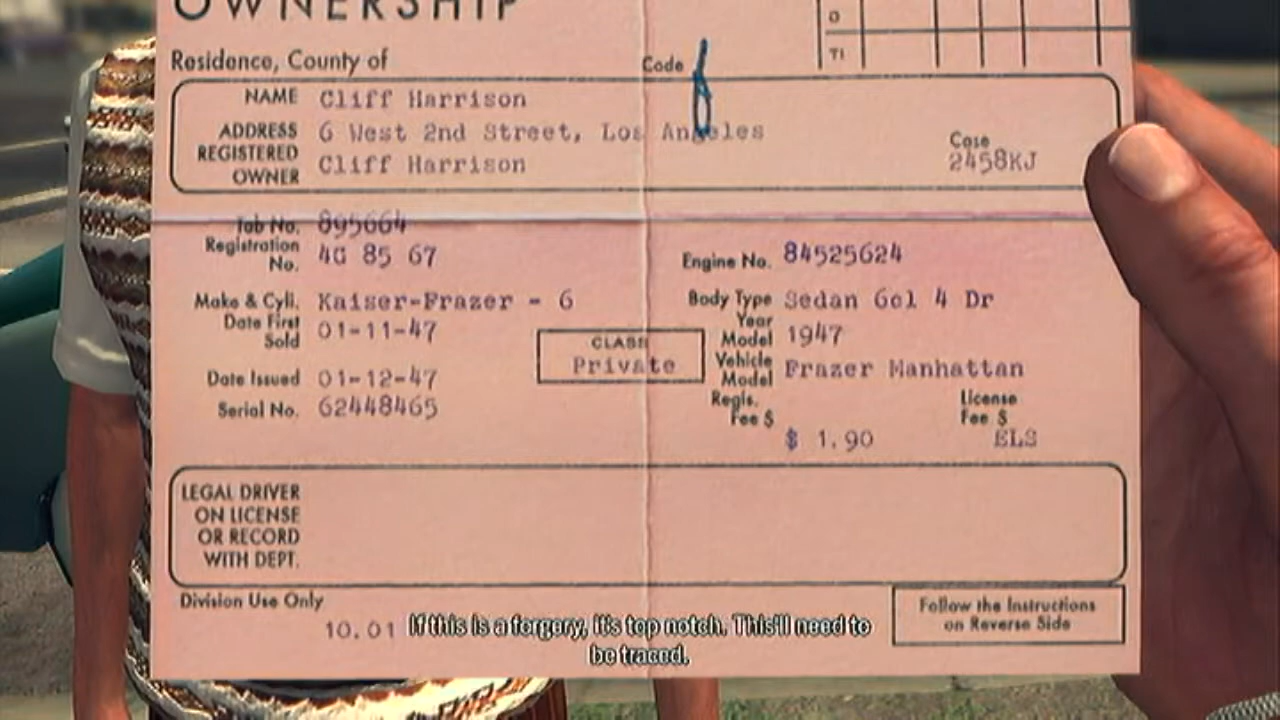 OWNERSHIP
O
T1
Residence, County of
Code
NAME Cliff Harrison
ADDRESS 6 West 2nd Street, Los Angeles
REGISTERED OWNER Cliff Harrison
Case
2458KJ
Tab No. 895664
Registration No. 4G 85 67
Engine No. 84525624
Make & Cyli. Kaiser-Frazer - 6
Body Type Sedan Gol 4 Dr
Date First Sold 01-11-47
Year Model 1947
CLASS
Private
Vehicle Model Frazer Manhattan
Date Issued 01-12-47
Serial No. 62448465
Regis. Fee $
$ 1.90
License Fee $
ELS
LEGAL DRIVER
ON LICENSE
OR RECORD
WITH DEPT.
Division Use Only
10.01
Follow the Instructions
on Reverse Side
If this is a forgery, it's top notch. This'll need to
be traced.